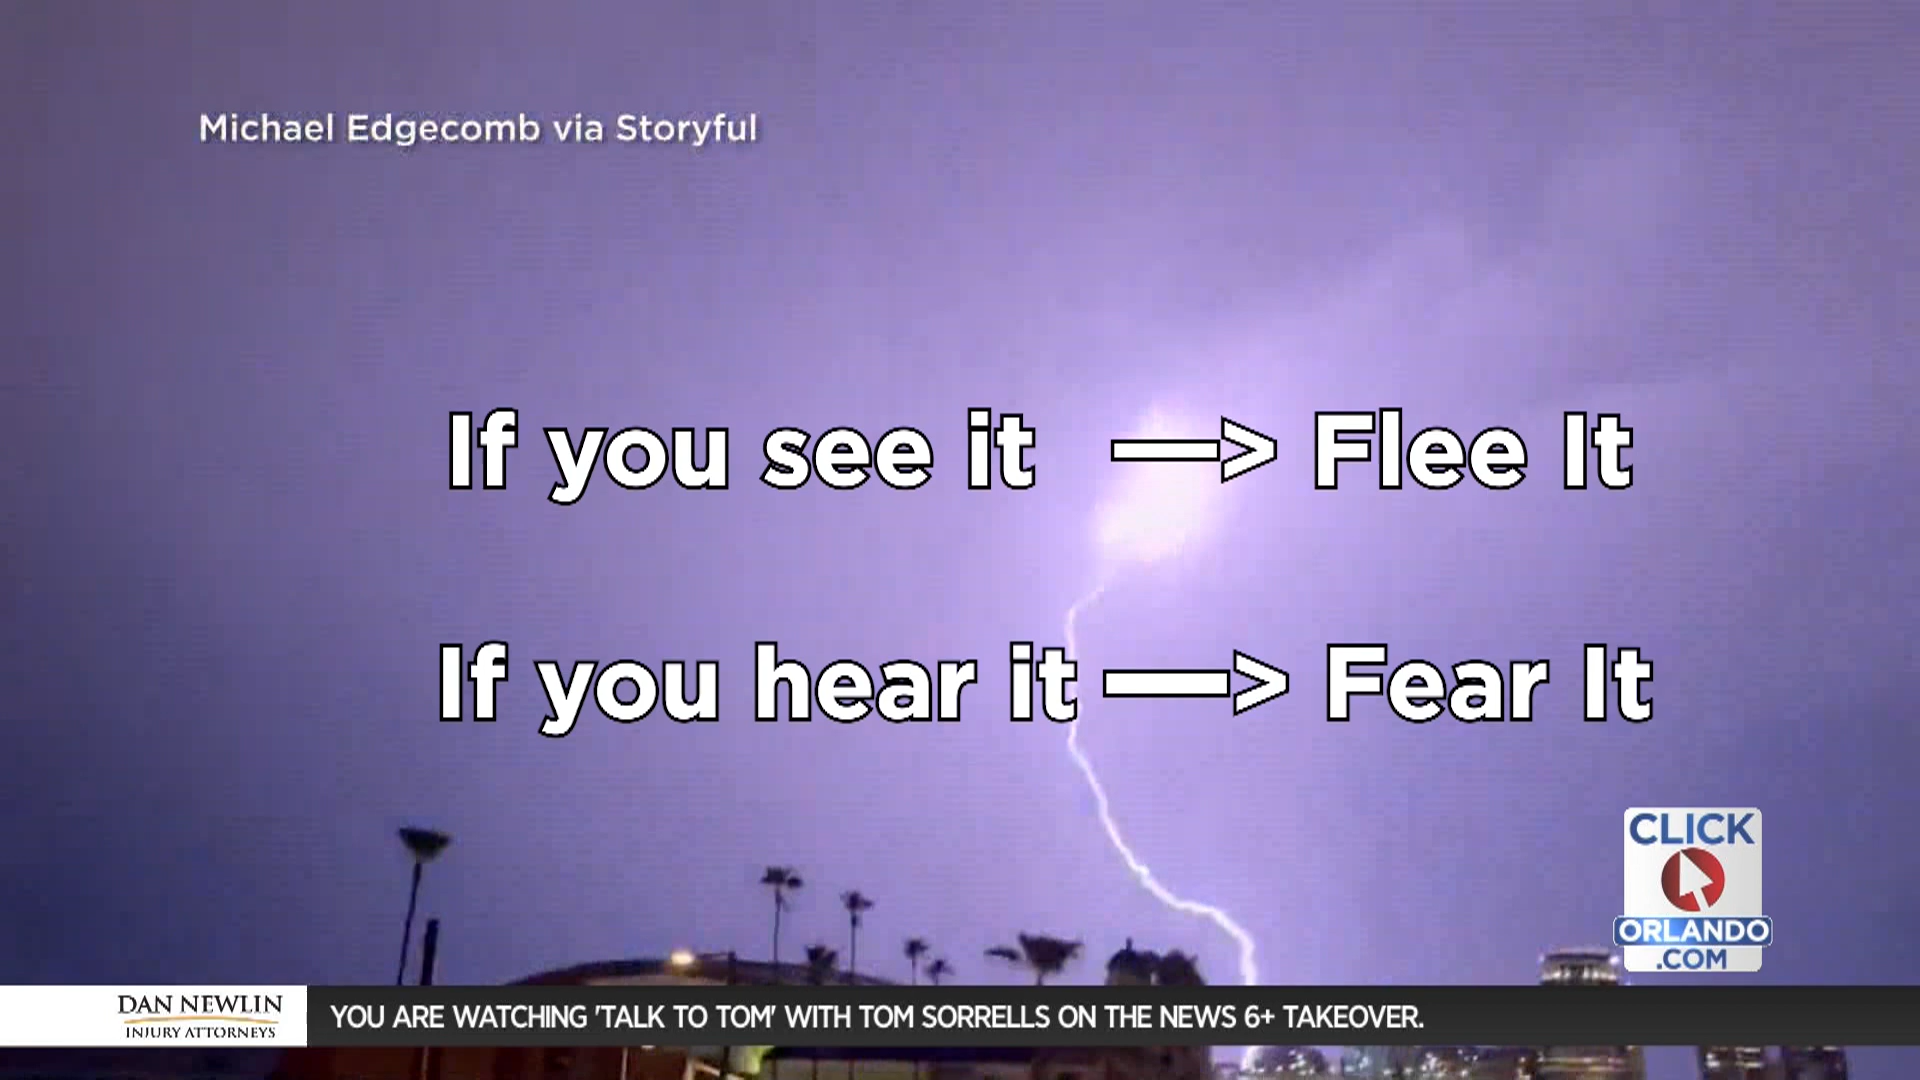 Michael Edgecomb via Storyful
If you see it —> Flee It
If you hear it —> Fear It
CLICK
ORLANDO
.COM
DAN NEWLIN
INJURY ATTORNEYS
YOU ARE WATCHING 'TALK TO TOM' WITH TOM SORRELLS ON THE NEWS 6+ TAKEOVER.